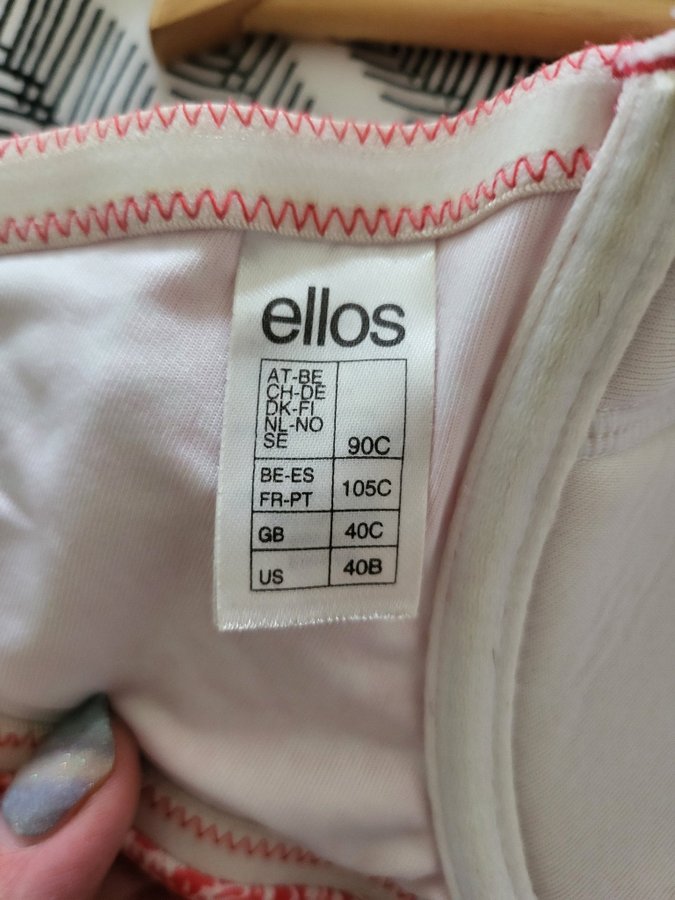 ellos
AT-BE
CH-DE
DK-FI
NL-NO
SE 90C
BE-ES
FR-PT 105C
GB 40C
US 40B